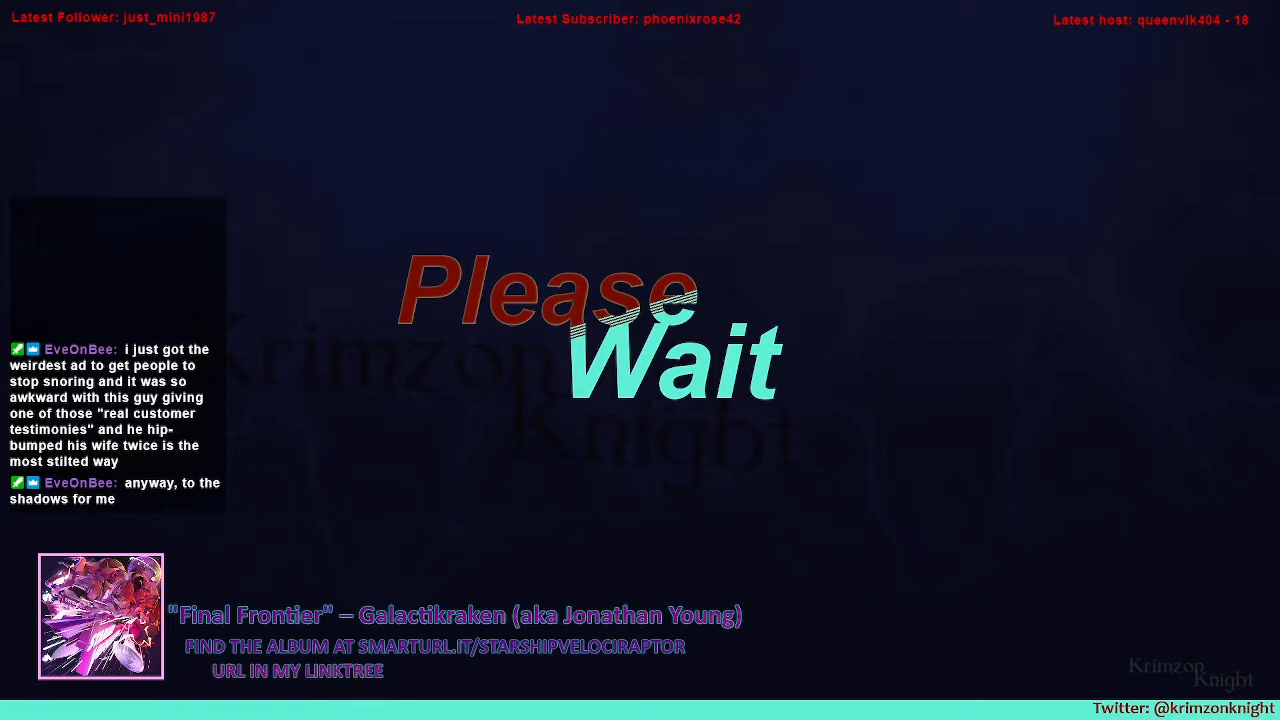 Latest Follower: just_mini1987
Latest Subscriber: phoenixrose42
Latest host: queenvik404 - 18
Please
Wait
Krimzon
Knight
EveOnBee: i just got the
weirdest ad to get people to
stop snoring and it was so
awkward with this guy giving
one of those "real customer
testimonies" and he hip-
bumped his wife twice is the
most stilted way
EveOnBee: anyway, to the
shadows for me
"Final Frontier" – Galactikraken (aka Jonathan Young)
FIND THE ALBUM AT SMARTURL.IT/STARSHIPVELOCIRAPTOR
URL IN MY LINKTREE
Krimzon
Knight
Twitter: @krimzonknight